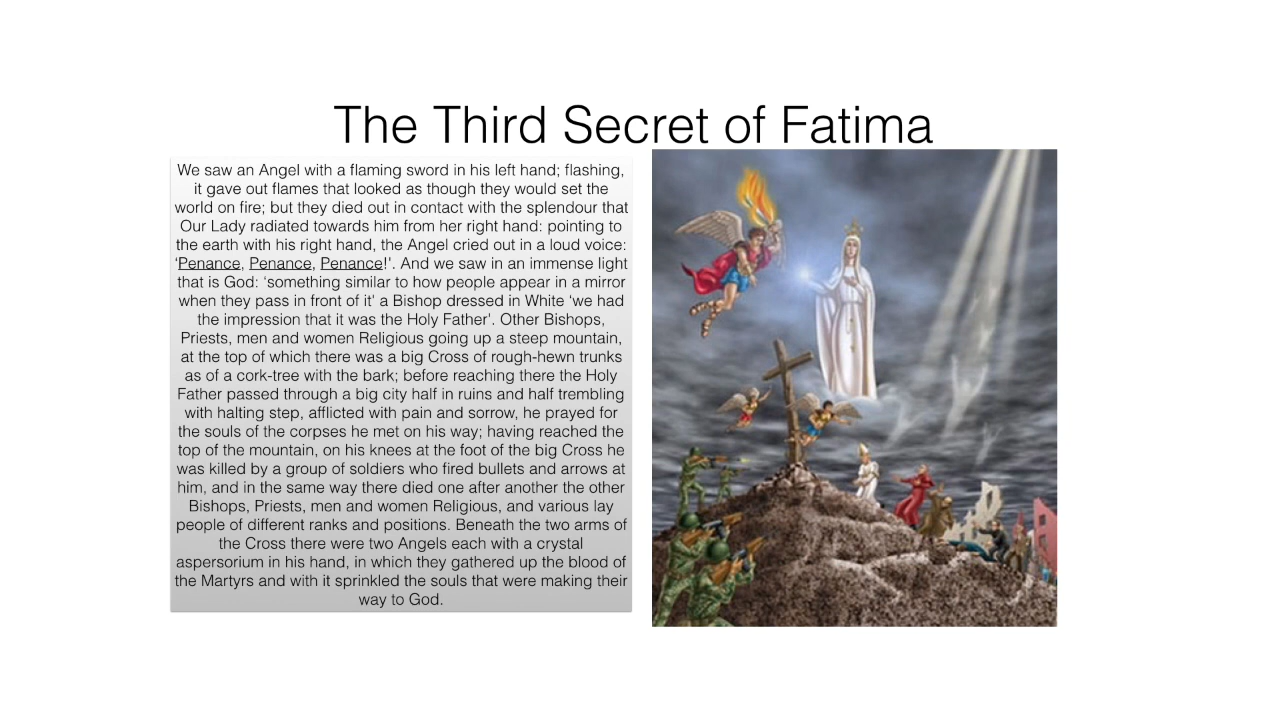 The Third Secret of Fatima
We saw an Angel with a flaming sword in his left hand; flashing,
it gave out flames that looked as though they would set the
world on fire; but they died out in contact with the splendour that
Our Lady radiated towards him from her right hand: pointing to
the earth with his right hand, the Angel cried out in a loud voice:
‘Penance, Penance, Penance!'. And we saw in an immense light
that is God: ‘something similar to how people appear in a mirror
when they pass in front of it' a Bishop dressed in White ‘we had
the impression that it was the Holy Father'. Other Bishops,
Priests, men and women Religious going up a steep mountain,
at the top of which there was a big Cross of rough-hewn trunks
as of a cork-tree with the bark; before reaching there the Holy
Father passed through a big city half in ruins and half trembling
with halting step, afflicted with pain and sorrow, he prayed for
the souls of the corpses he met on his way; having reached the
top of the mountain, on his knees at the foot of the big Cross he
was killed by a group of soldiers who fired bullets and arrows at
him, and in the same way there died one after another the other
Bishops, Priests, men and women Religious, and various lay
people of different ranks and positions. Beneath the two arms of
the Cross there were two Angels each with a crystal
aspersorium in his hand, in which they gathered up the blood of
the Martyrs and with it sprinkled the souls that were making their
way to God.